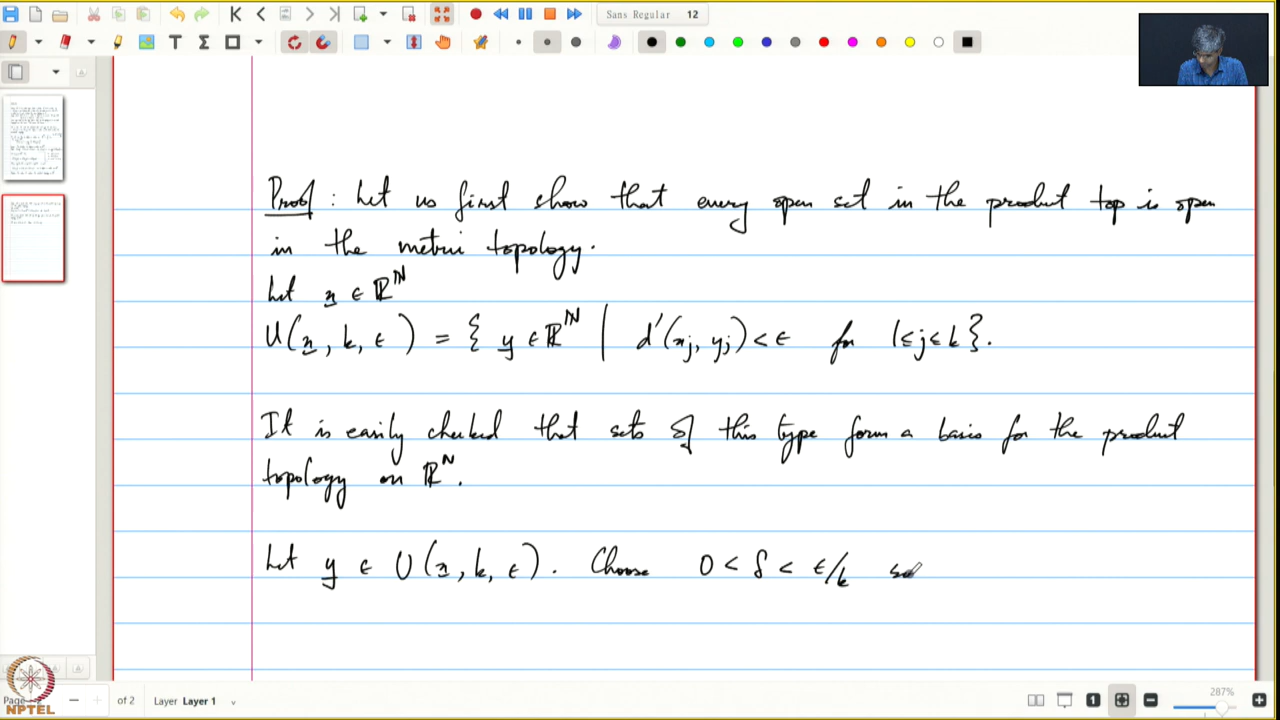 Sans Regular 12
Proof : Let us first show that every open set in the product top is open
in the metric topology.
Let x ∈ ℝ^ℕ
U(x, k, ε) = { y ∈ ℝ^ℕ | d'(xj, yj) < ε for 1 ≤ j ≤ k }.
It is easily checked that sets of this type form a basis for the product
topology on ℝ^ℕ.
Let y ∈ U(x, k, ε). Choose 0 < δ < ε/k
of 2 Layer Layer 1
287%
NPTEL